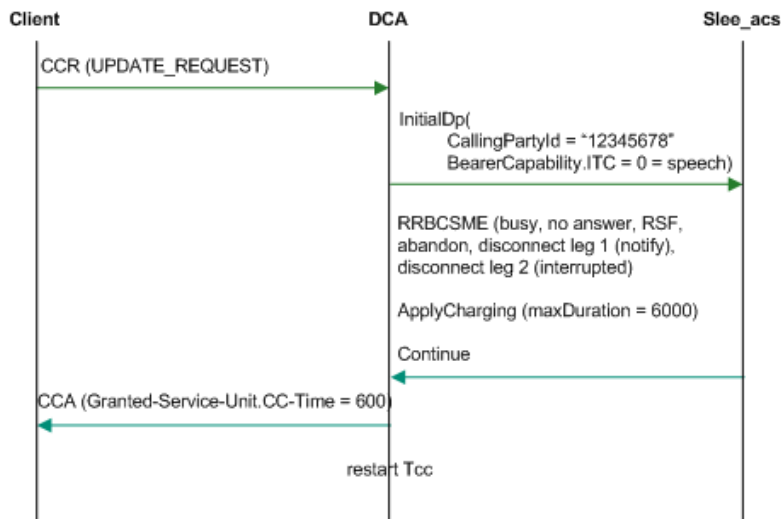 Client
DCA
Slee_acs
CCR (UPDATE_REQUEST)
InitialDp(
CallingPartyId = “12345678”
BearerCapability.ITC = 0 = speech)
RRBCSME (busy, no answer, RSF,
abandon, disconnect leg 1 (notify),
disconnect leg 2 (interrupted)
ApplyCharging (maxDuration = 6000)
Continue
CCA (Granted-Service-Unit.CC-Time = 600)
restart Tcc